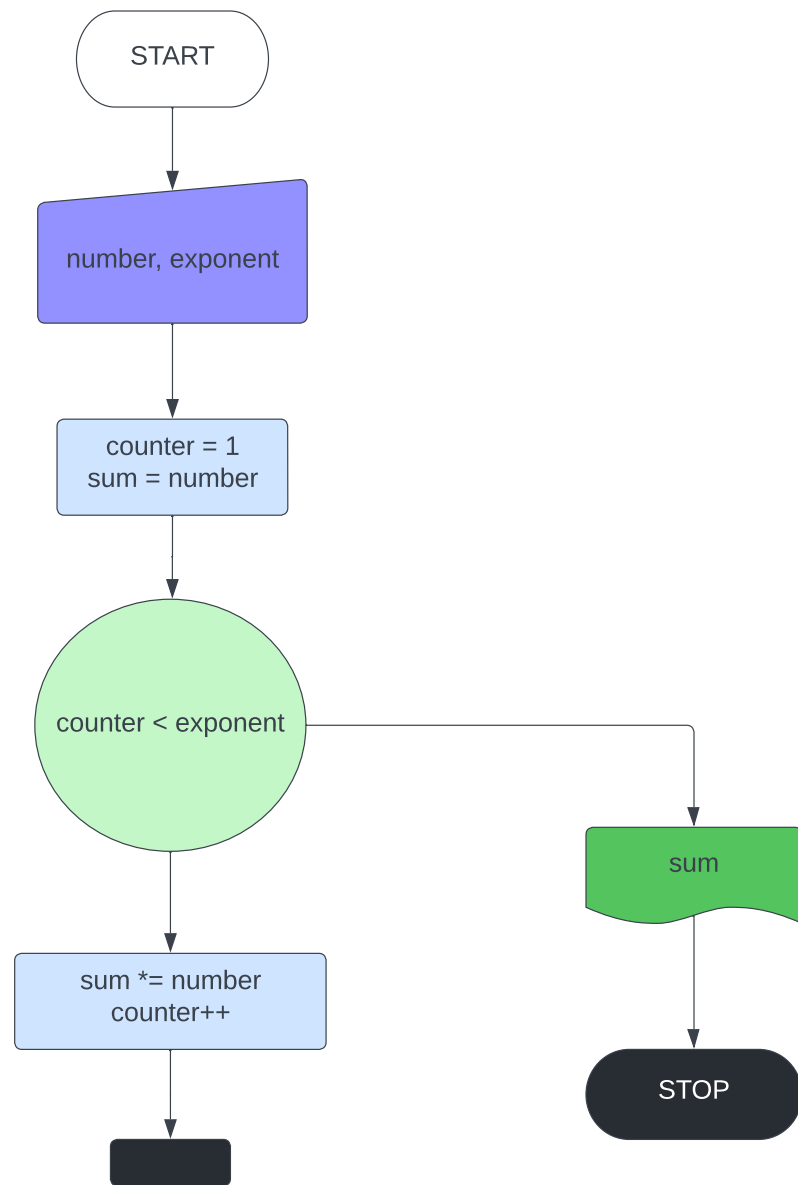 START
number, exponent
counter = 1
sum = number
counter < exponent
sum
sum *= number
counter++
STOP